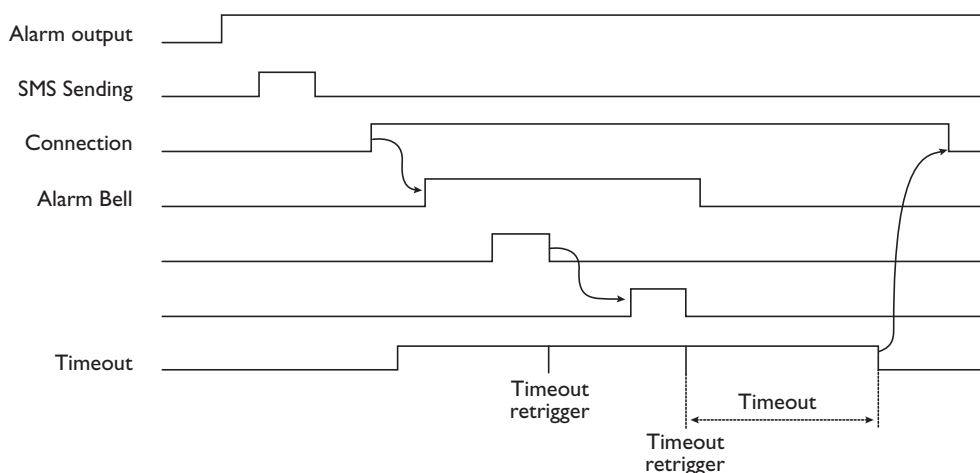 Alarm output
SMS Sending
Connection
Alarm Bell
Timeout
Timeout
retrigger
Timeout
Timeout
retrigger